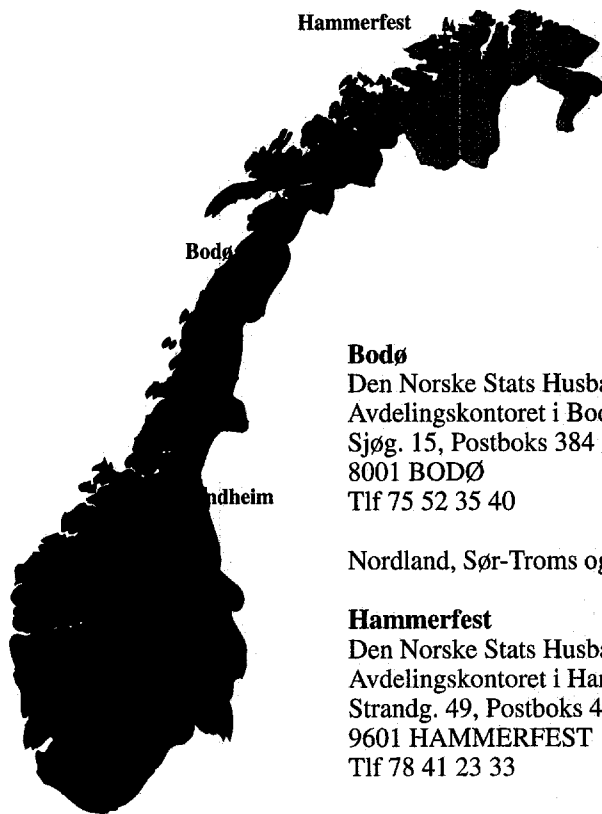 Hammerfest
Bodø
ndheim
Bodø
Den Norske Stats Husba
Avdelingskontoret i Bod
Sjøg. 15, Postboks 384
8001 BODØ
Tlf 75 52 35 40
Nordland, Sør-Troms og
Hammerfest
Den Norske Stats Husba
Avdelingskontoret i Han
Strandg. 49, Postboks 4
9601 HAMMERFEST
Tlf 78 41 23 33